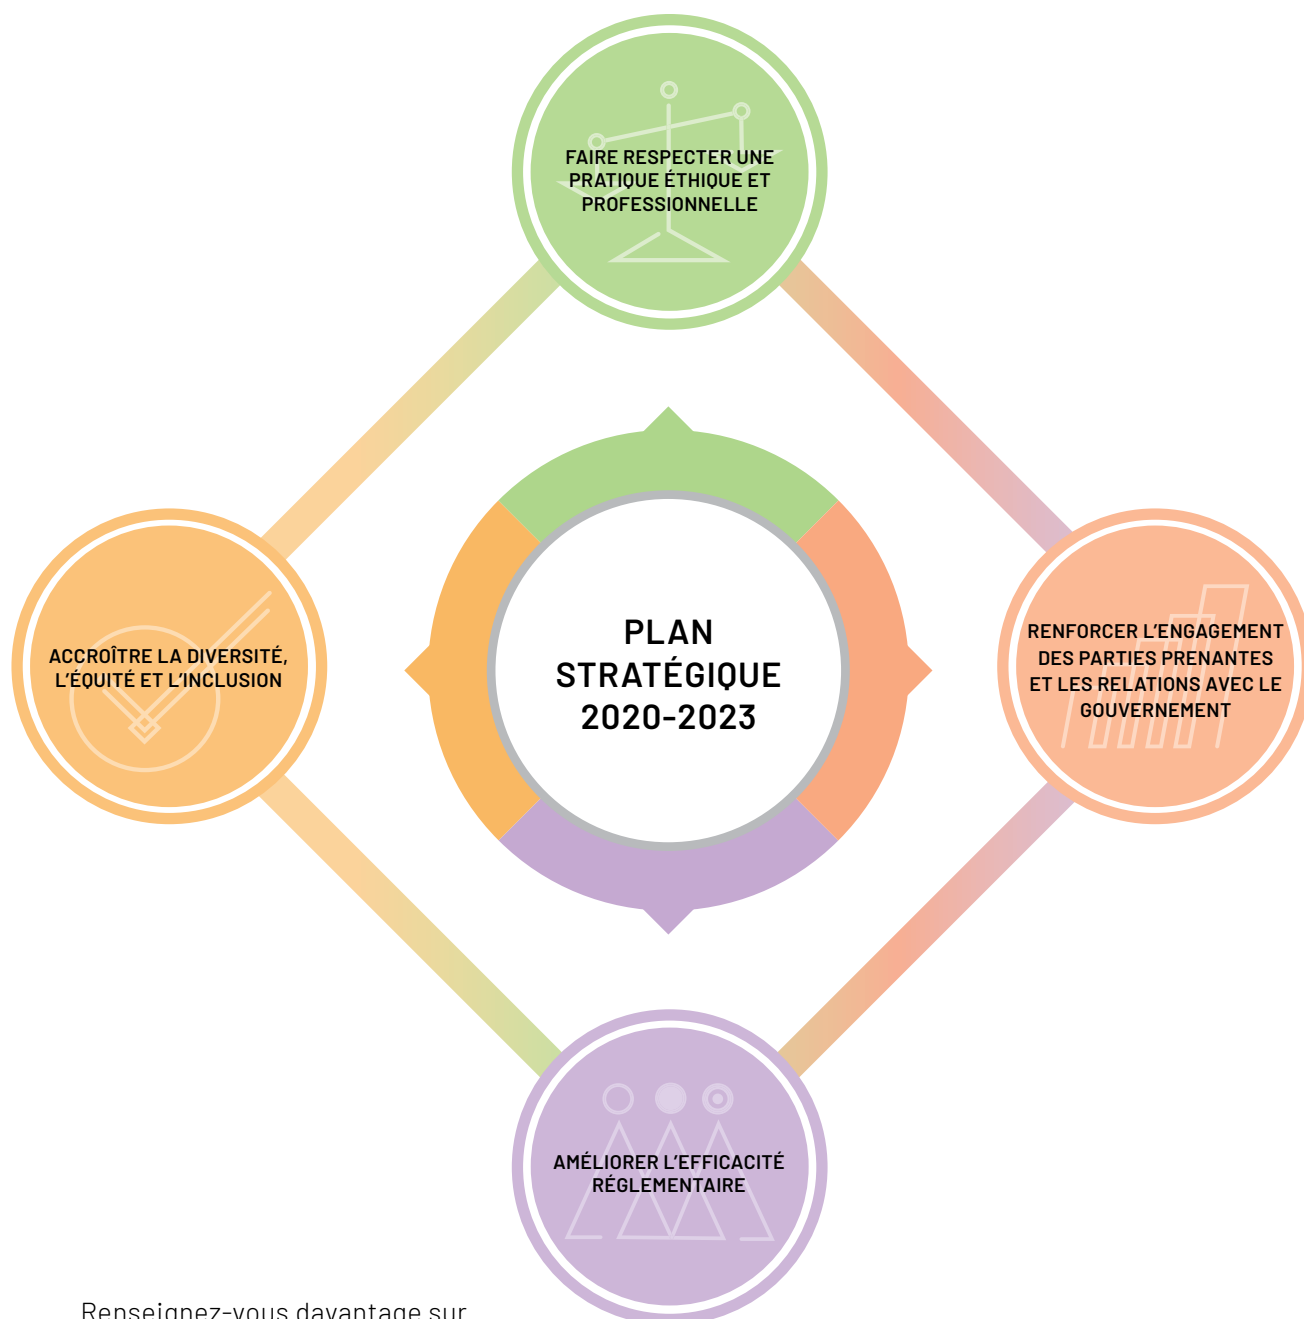 FAIRE RESPECTER UNE
PRATIQUE ÉTHIQUE ET
PROFESSIONNELLE
ACCROÎTRE LA DIVERSITÉ,
L’ÉQUITÉ ET L’INCLUSION
PLAN
STRATÉGIQUE
2020-2023
RENFORCER L’ENGAGEMENT
DES PARTIES PRENANTES
ET LES RELATIONS AVEC LE
GOUVERNEMENT
AMÉLIORER L’EFFICACITÉ
RÉGLEMENTAIRE
Renseignez-vous davantage sur